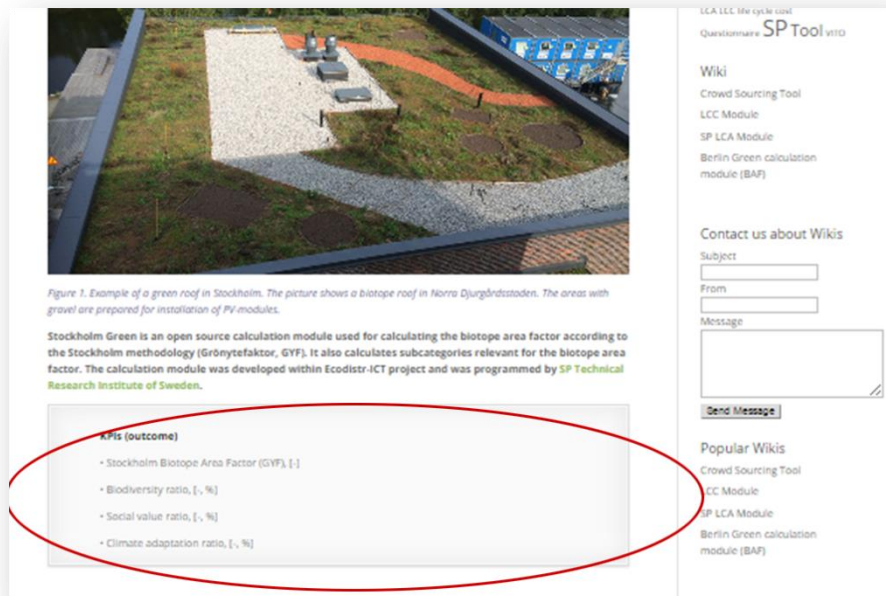 Figure 1. Example of a green roof in Stockholm. The picture shows a biotope roof in Norra Djurgårdsstaden. The areas with
gravel are prepared for installation of PV-modules.
Stockholm Green is an open source calculation module used for calculating the biotope area factor according to
the Stockholm methodology (Grönytefaktor, GYF). It also calculates subcategories relevant for the biotope area
factor. The calculation module was developed within Ecodistr-ICT project and was programmed by SP Technical
Research Institute of Sweden.
KPIs (outcome)
• Stockholm Biotope Area Factor (GYF), [-]
• Biodiversity ratio, [-, %]
• Social value ratio, [-, %]
• Climate adaptation ratio, [-, %]
LCA LCC life cycle cost
Questionnaire SP Tool VITO
Wiki
Crowd Sourcing Tool
LCC Module
SP LCA Module
Berlin Green calculation
module (BAF)
Contact us about Wikis
Subject
From
Message
Send Message
Popular Wikis
Crowd Sourcing Tool
LCC Module
SP LCA Module
Berlin Green calculation
module (BAF)